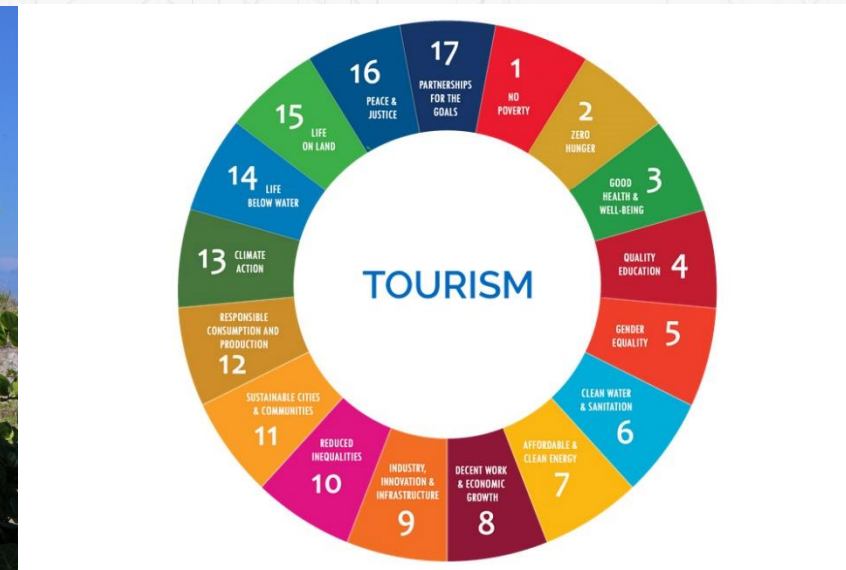 17
PARTNERSHIPS
FOR THE
GOALS
1
NO
POVERTY
2
ZERO
HUNGER
GOOD
HEALTH &
WELL-BEING
3
QUALITY
EDUCATION
4
GENDER
EQUALITY
5
CLEAN WATER
& SANITATION
6
AFFORDABLE &
CLEAN ENERGY
7
DECENT WORK
& ECONOMIC
GROWTH
8
INDUSTRY,
INNOVATION &
INFRASTRUCTURE
9
REDUCED
INEQUALITIES
10
SUSTAINABLE CITIES
& COMMUNITIES
11
RESPONSIBLE
CONSUMPTION AND
PRODUCTION
12
13
CLIMATE
ACTION
14
LIFE
BELOW WATER
15
LIFE
ON LAND
16
PEACE &
JUSTICE
TOURISM